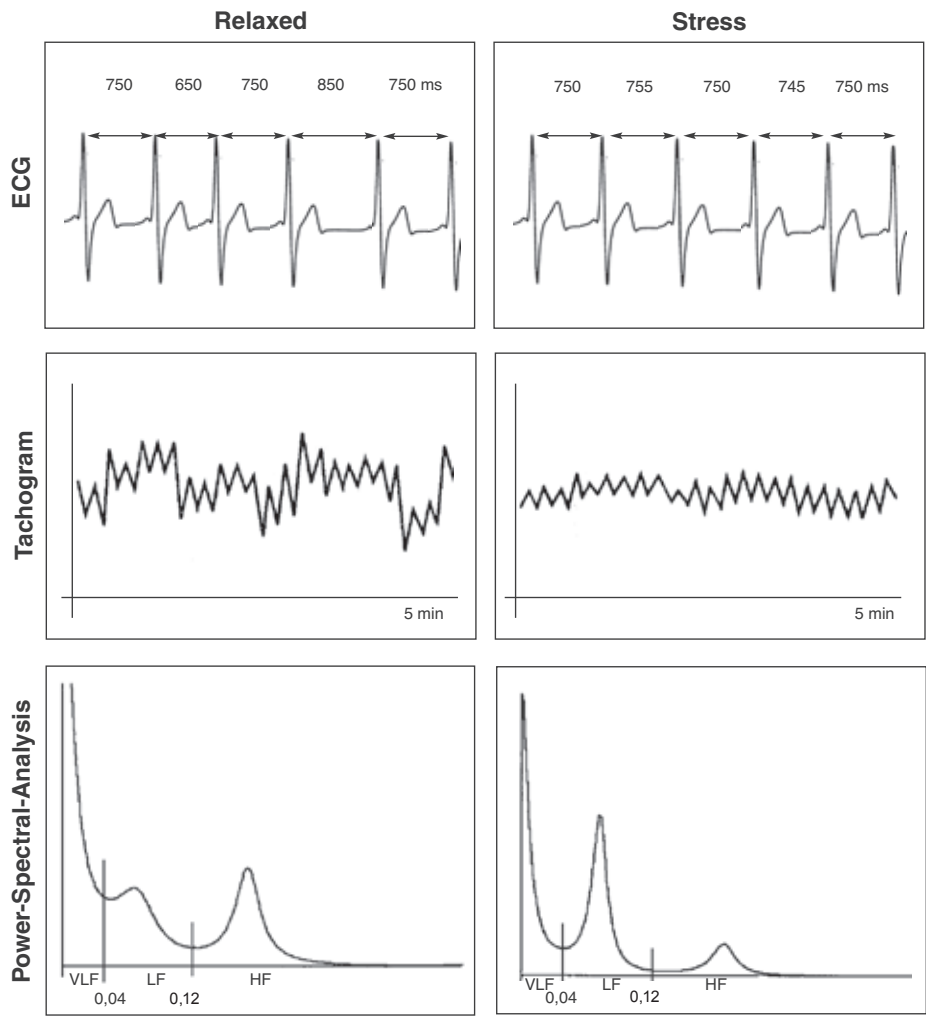 Relaxed
Stress
ECG
750 650 750 850 750 ms
750 755 750 745 750 ms
Tachogram
5 min
5 min
Power-Spectral-Analysis
VLF LF HF
0,04 0,12
VLF LF HF
0,04 0,12